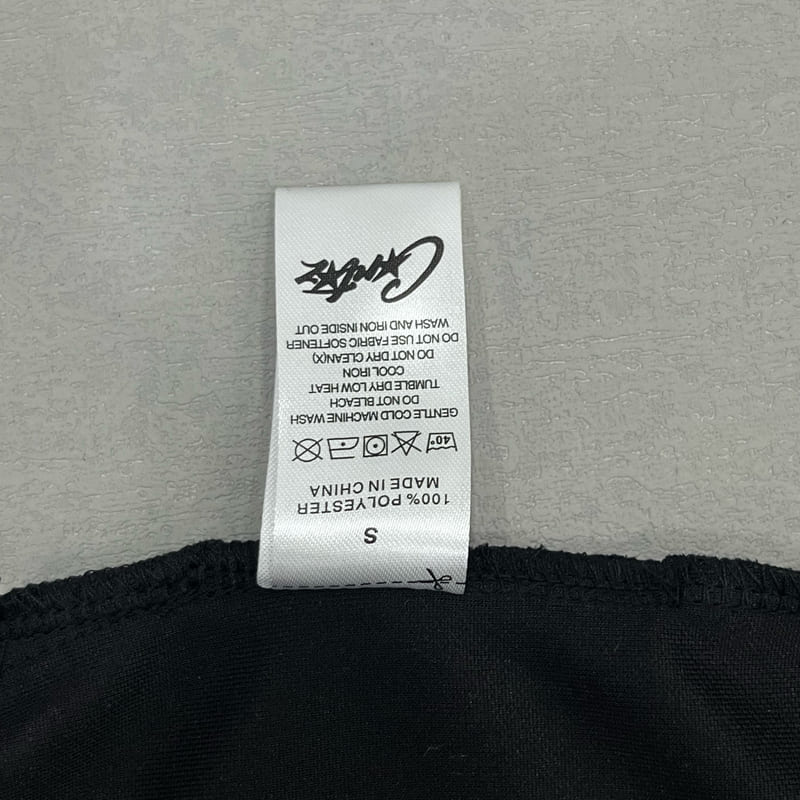 S
100% POLYESTER
MADE IN CHINA
40°
GENTLE COLD MACHINE WASH
DO NOT BLEACH
TUMBLE DRY LOW HEAT
COOL IRON
DO NOT DRY CLEAN(X)
DO NOT USE FABRIC SOFTENER
WASH AND IRON INSIDE OUT